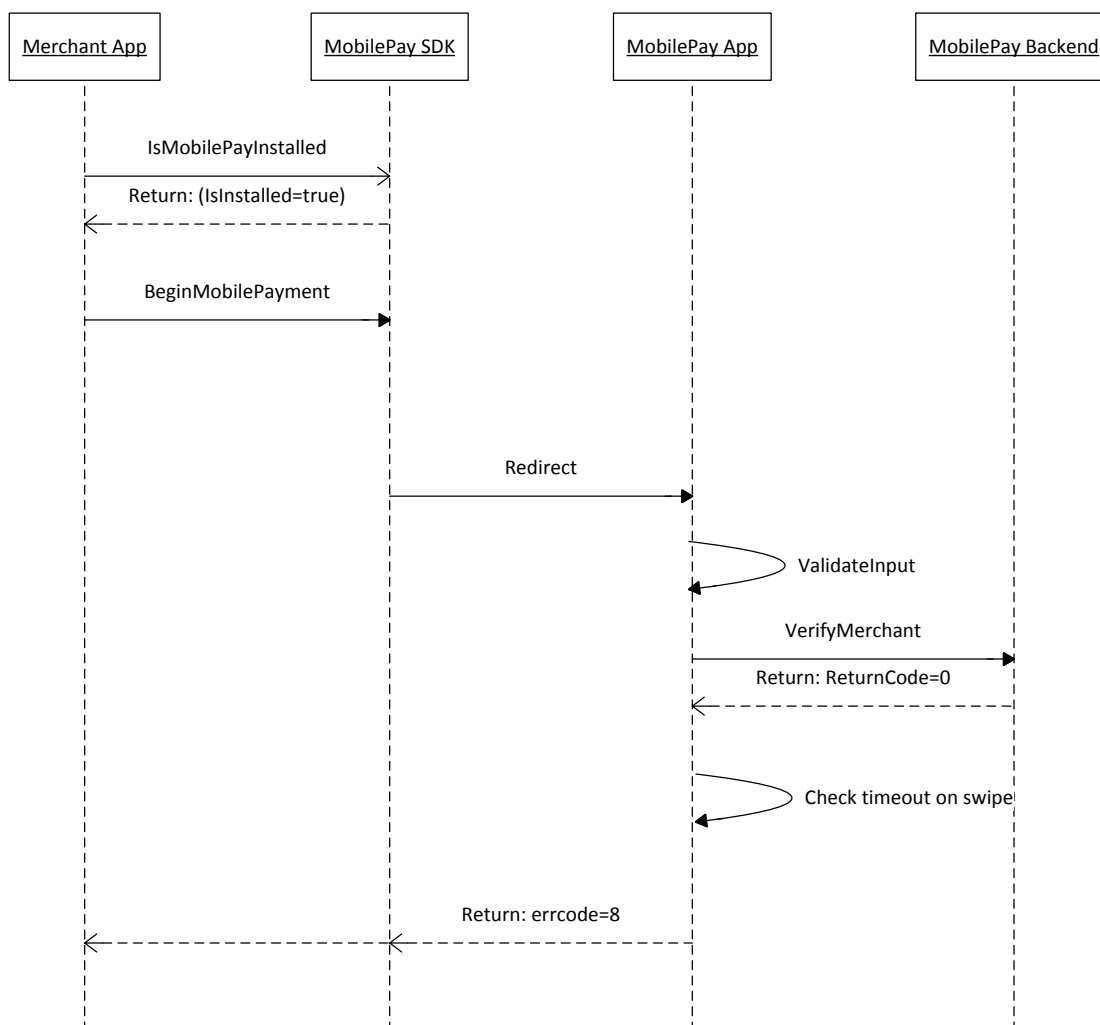 Merchant App
MobilePay SDK
MobilePay App
MobilePay Backend
IsMobilePayInstalled
Return: (IsInstalled=true)
BeginMobilePayment
Redirect
ValidateInput
VerifyMerchant
Return: ReturnCode=0
Check timeout on swipe
Return: errcode=8